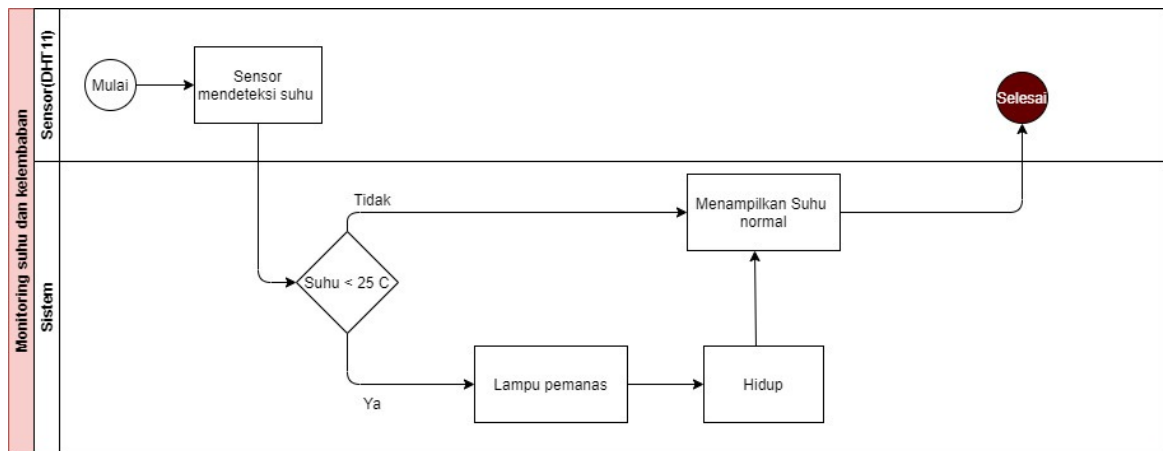 Monitoring suhu dan kelembaban
Sensor(DHT11)
Mulai
Sensor
mendeteksi suhu
Selesai
Sistem
Tidak
Menampilkan Suhu
normal
Suhu < 25 C
Ya
Lampu pemanas
Hidup